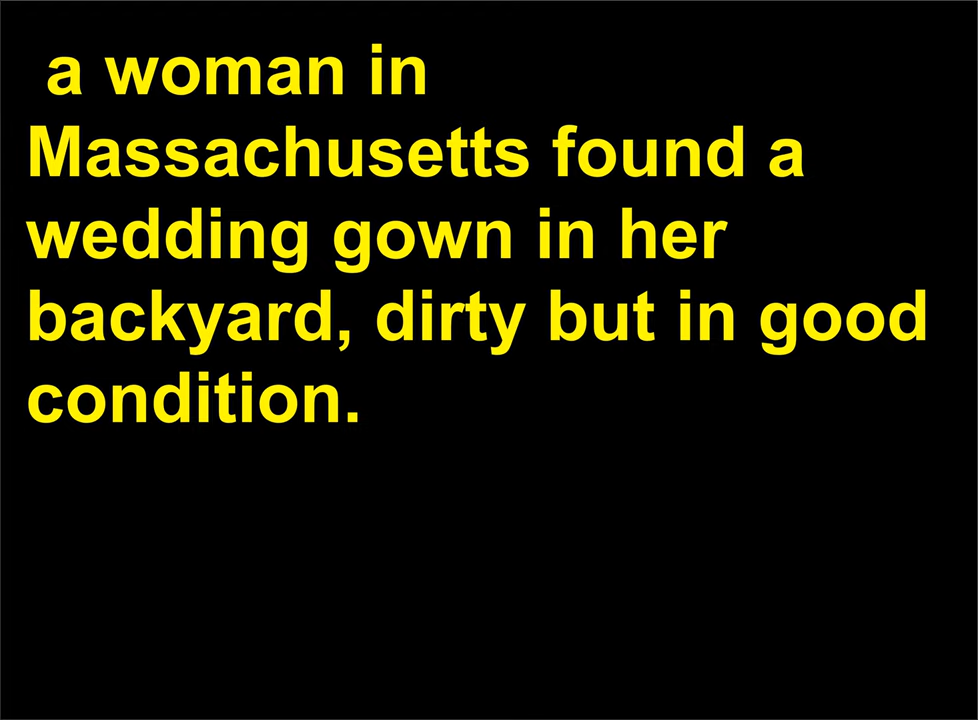 a woman in
Massachusetts found a
wedding gown in her
backyard, dirty but in good
condition.